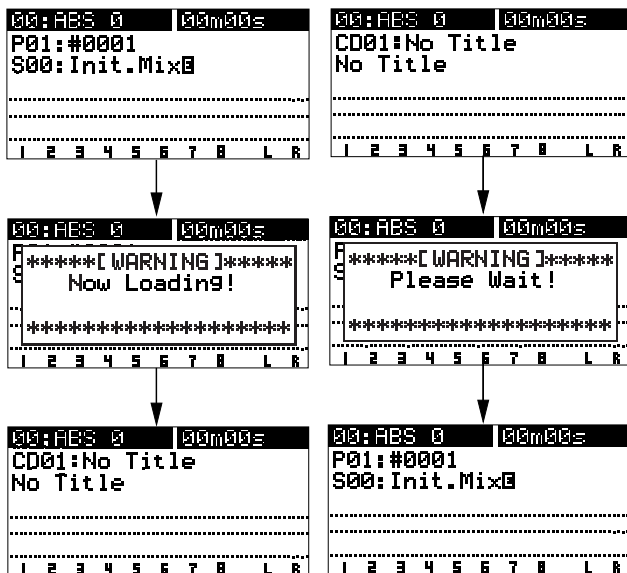 00:ABS 0 00m00s
P01:#0001
S00:Init.MixE
1 2 3 4 5 6 7 8 L R
00:ABS 0 00m00s
*****[WARNING]*****
Now Loading!
********************
1 2 3 4 5 6 7 8 L R
00:ABS 0 00m00s
CD01:No Title
No Title
1 2 3 4 5 6 7 8 L R
00:ABS 0 00m00s
CD01:No Title
No Title
1 2 3 4 5 6 7 8 L R
00:ABS 0 00m00s
*****[WARNING]*****
Please Wait!
********************
1 2 3 4 5 6 7 8 L R
00:ABS 0 00m00s
P01:#0001
S00:Init.MixE
1 2 3 4 5 6 7 8 L R